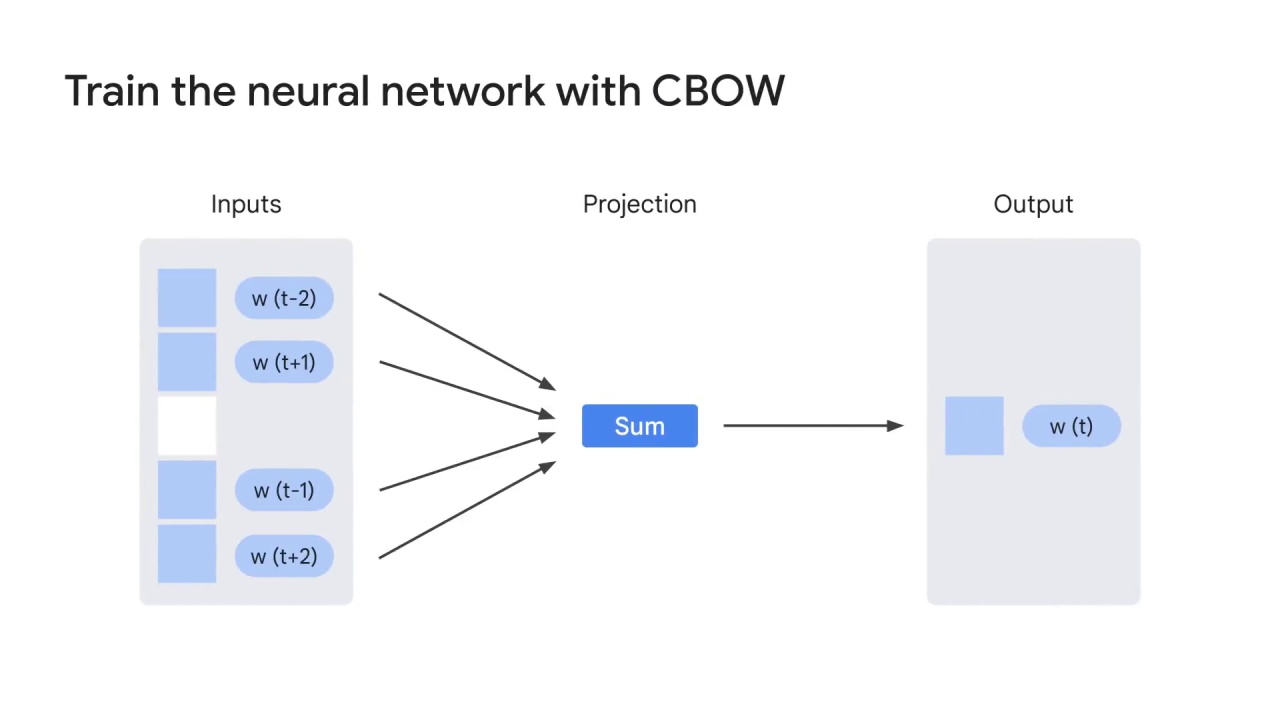 Train the neural network with CBOW
Inputs
Projection
Output
w (t-2)
w (t+1)
w (t-1)
w (t+2)
Sum
w (t)